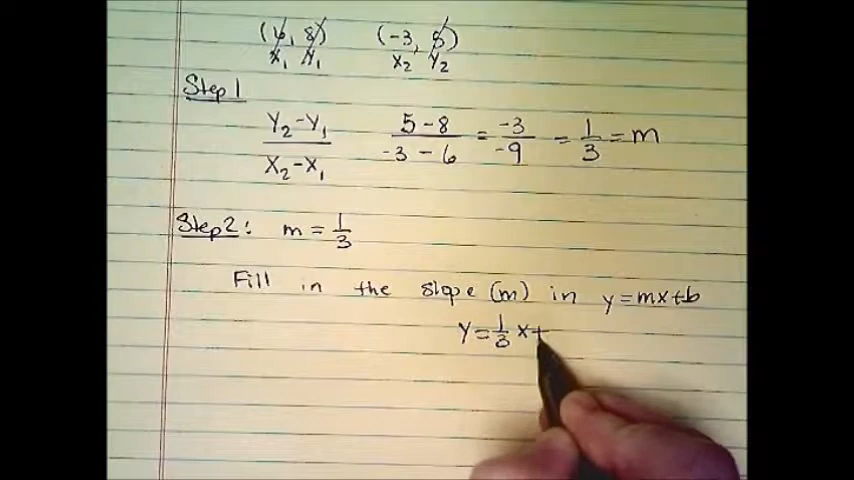 (6, 8) (-3, 5)
X₁ Y₁ X₂ Y₂
Step 1
Y₂-Y₁ / X₂-X₁ 5-8 / -3-6 = -3 / -9 = 1/3 = m
Step 2: m = 1/3
Fill in the slope (m) in y=mx+b
y=1/3 x+